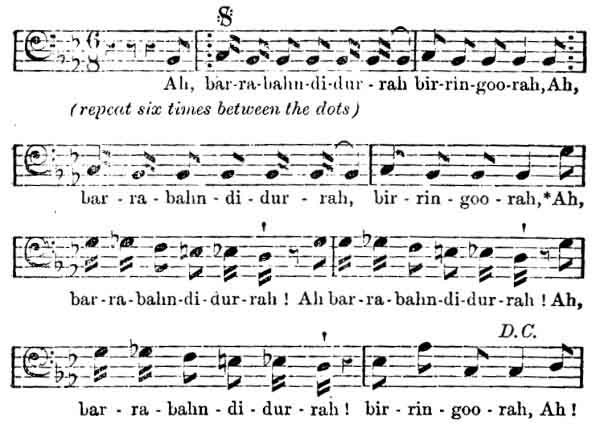 6
8
Ah, bar-ra-bahn-di-dur-rah bir-rin-goo-rah, Ah,
(repeat six times between the dots)
bar - ra - bahn - di - dur - rah, bir - rin - goo - rah,*Ah,
bar-ra-bahn-di-dur-rah ! Ah bar-ra-bahn-di-dur-rah ! Ah,
D.C.
bar - ra - bahn - di - dur - rah ! bir - rin - goo - rah, Ah !